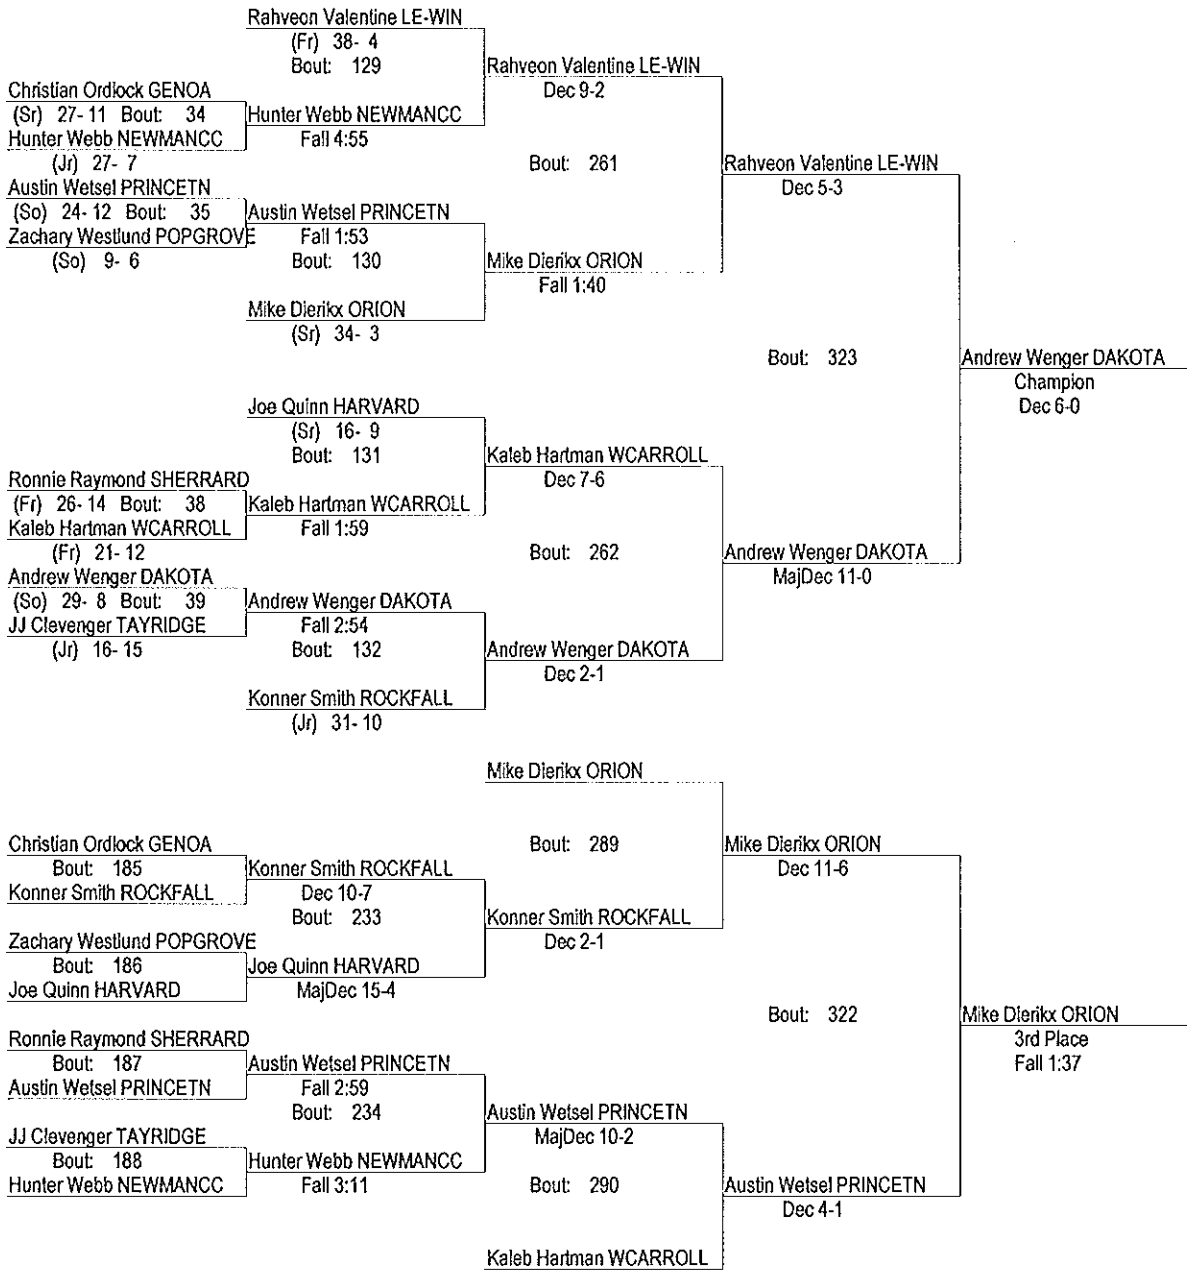 Rahveon Valentine LE-WIN
(Fr) 38- 4
Bout: 129
Rahveon Valentine LE-WIN
Dec 9-2
Christian Ordlock GENOA
(Sr) 27- 11 Bout: 34
Hunter Webb NEWMANCC
Hunter Webb NEWMANCC
Fall 4:55
(Jr) 27- 7
Bout: 261
Rahveon Valentine LE-WIN
Dec 5-3
Austin Wetsel PRINCETN
(So) 24- 12 Bout: 35
Austin Wetsel PRINCETN
Zachary Westlund POPGROVE
Fall 1:53
(So) 9- 6
Bout: 130
Mike Dierikx ORION
Fall 1:40
Mike Dierikx ORION
(Sr) 34- 3
Bout: 323
Andrew Wenger DAKOTA
Champion
Dec 6-0
Joe Quinn HARVARD
(Sr) 16- 9
Bout: 131
Kaleb Hartman WCARROLL
Dec 7-6
Ronnie Raymond SHERRARD
(Fr) 26- 14 Bout: 38
Kaleb Hartman WCARROLL
Kaleb Hartman WCARROLL
Fall 1:59
(Fr) 21- 12
Bout: 262
Andrew Wenger DAKOTA
MajDec 11-0
Andrew Wenger DAKOTA
(So) 29- 8 Bout: 39
Andrew Wenger DAKOTA
JJ Clevenger TAYRIDGE
Fall 2:54
(Jr) 16- 15
Bout: 132
Andrew Wenger DAKOTA
Dec 2-1
Konner Smith ROCKFALL
(Jr) 31- 10
Mike Dierikx ORION
Christian Ordlock GENOA
Bout: 185
Konner Smith ROCKFALL
Konner Smith ROCKFALL
Dec 10-7
Bout: 289
Mike Dierikx ORION
Dec 11-6
Bout: 233
Konner Smith ROCKFALL
Dec 2-1
Zachary Westlund POPGROVE
Bout: 186
Joe Quinn HARVARD
Joe Quinn HARVARD
MajDec 15-4
Bout: 322
Mike Dierikx ORION
3rd Place
Fall 1:37
Ronnie Raymond SHERRARD
Bout: 187
Austin Wetsel PRINCETN
Austin Wetsel PRINCETN
Fall 2:59
Bout: 234
Austin Wetsel PRINCETN
MajDec 10-2
JJ Clevenger TAYRIDGE
Bout: 188
Hunter Webb NEWMANCC
Hunter Webb NEWMANCC
Fall 3:11
Bout: 290
Austin Wetsel PRINCETN
Dec 4-1
Kaleb Hartman WCARROLL